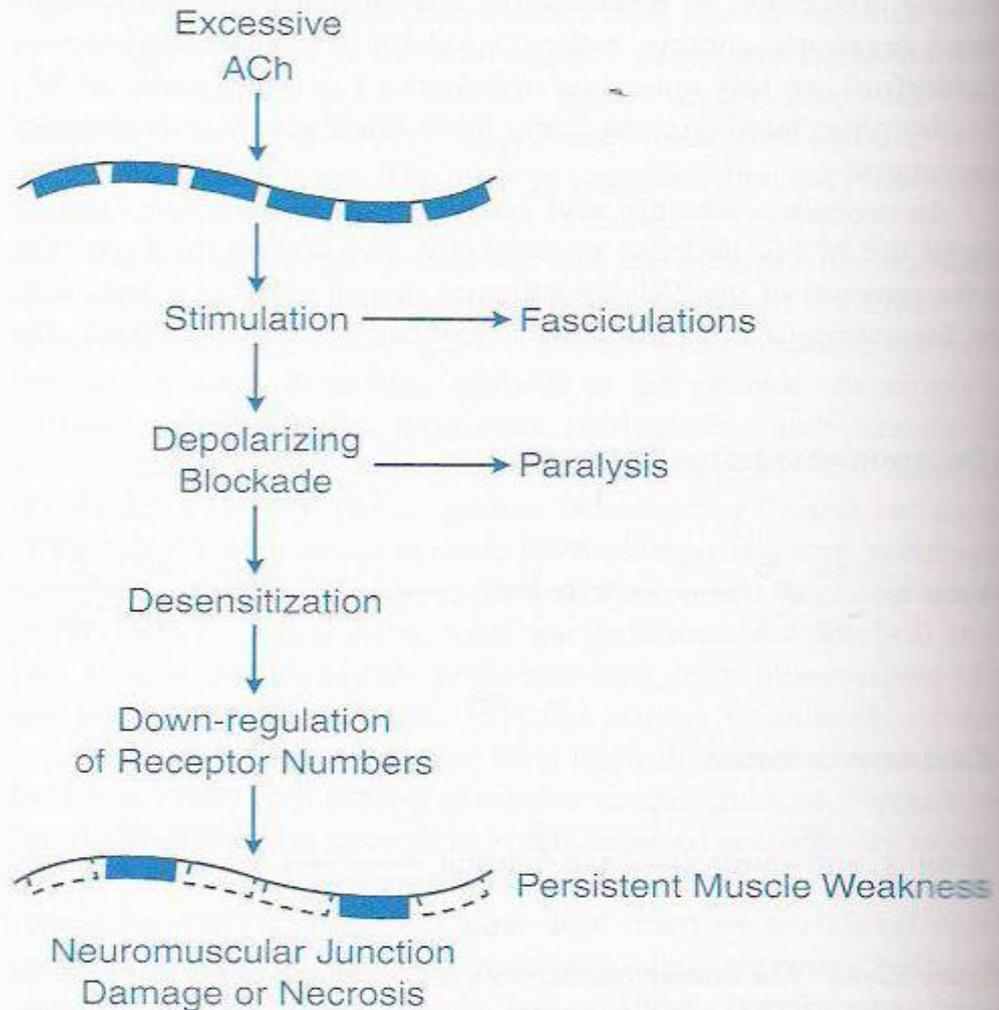 Excessive
ACh
Stimulation
Fasciculations
Depolarizing
Blockade
Paralysis
Desensitization
Down-regulation
of Receptor Numbers
Persistent Muscle Weakness
Neuromuscular Junction
Damage or Necrosis